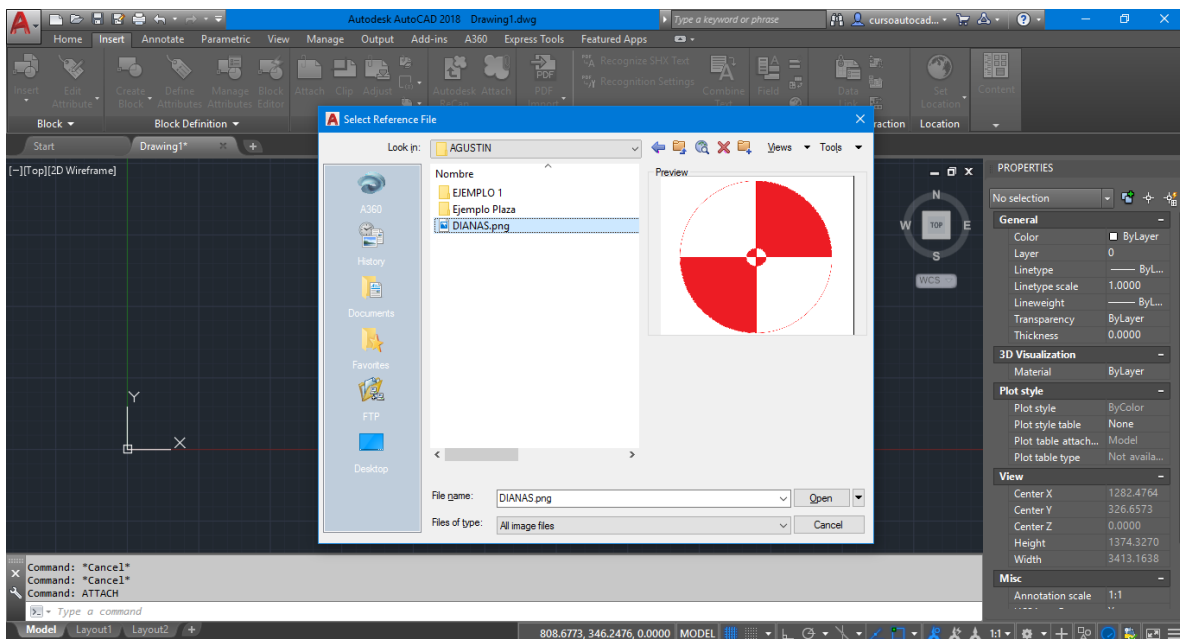 Autodesk AutoCAD 2018 Drawing1.dwg
Type a keyword or phrase
cursoautocad...
Home Insert Annotate Parametric View Manage Output Add-ins A360 Express Tools Featured Apps
Insert
Edit
Attribute
Create
Block
Define
Attributes
Manage
Attributes
Block
Editor
Attach
Clip
Adjust
Autodesk
ReCap
Attach
PDF
PDF
Import
Recognize SHX Text
Recognition Settings
Combine
Text
Field
Data
Link
Set
Location
Content
Block
Block Definition
raction
Location
Start
Drawing1*
[−][Top][2D Wireframe]
Select Reference File
Look in:
AGUSTIN
Views
Tools
Nombre
EJEMPLO 1
Ejemplo Plaza
DIANAS.png
Preview
A360
History
Documents
Favorites
FTP
Desktop
File name:
DIANAS.png
Open
Files of type:
All image files
Cancel
N
W
TOP
E
S
WCS
Y
X
PROPERTIES
No selection
General
Color ByLayer
Layer 0
Linetype ByL...
Linetype scale 1.0000
Lineweight ByL...
Transparency ByLayer
Thickness 0.0000
3D Visualization
Material ByLayer
Plot style
Plot style ByColor
Plot style table None
Plot table attach... Model
Plot table type Not availa...
View
Center X 1282.4764
Center Y 326.6573
Center Z 0.0000
Height 1374.3270
Width 3413.1638
Misc
Annotation scale 1:1
Command: *Cancel*
Command: *Cancel*
Command: ATTACH
Type a command
Model Layout1 Layout2 +
808.6773, 346.2476, 0.0000 MODEL
1:1